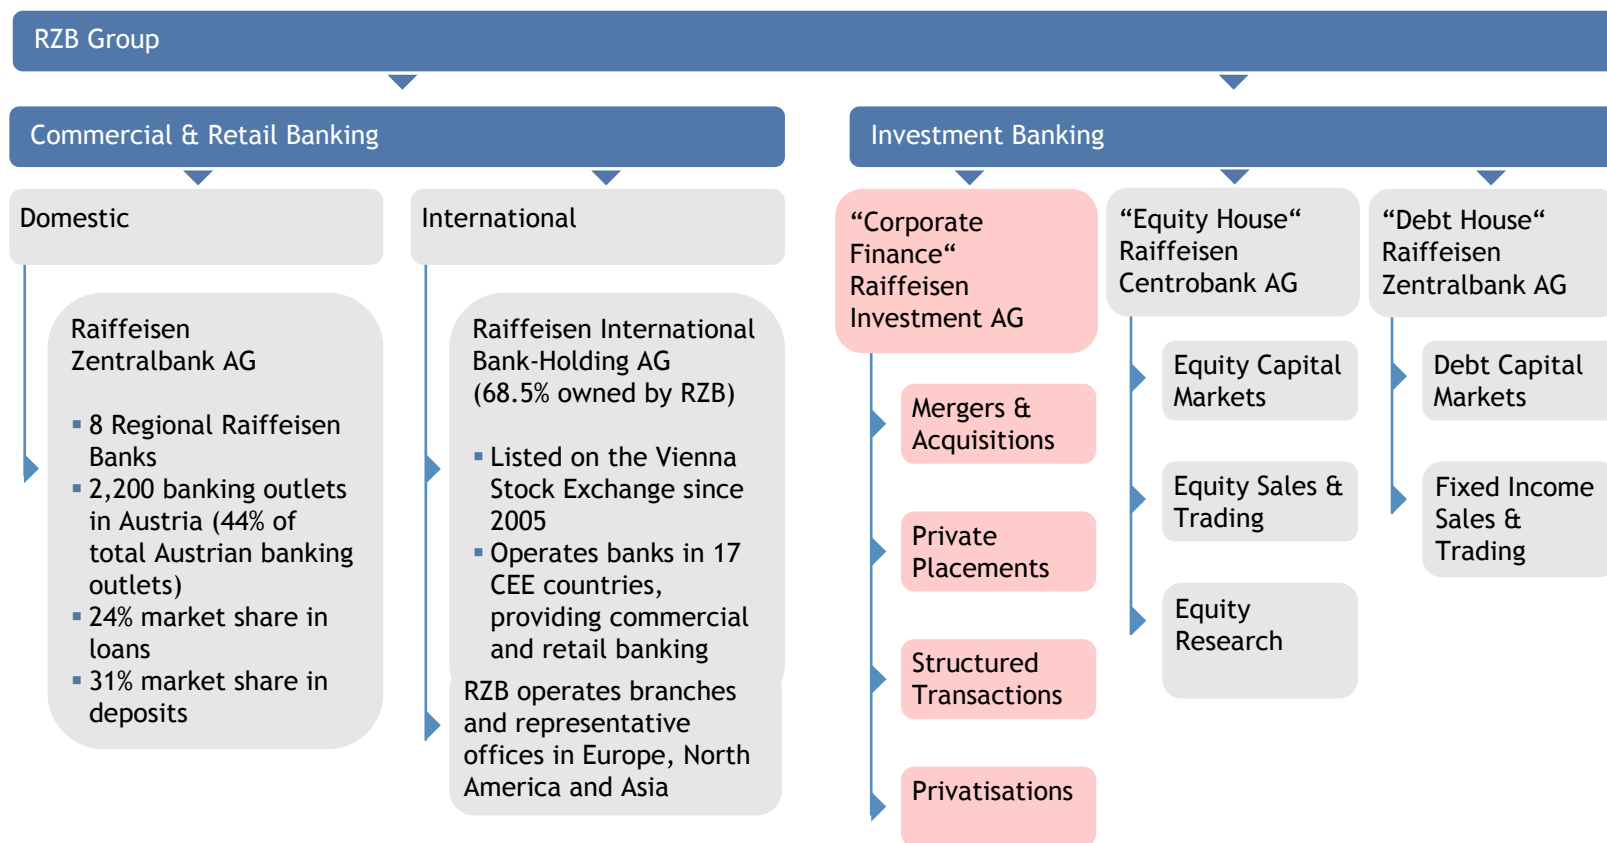 RZB Group
Commercial & Retail Banking
Domestic
Raiffeisen
Zentralbank AG
▪ 8 Regional Raiffeisen
Banks
▪ 2,200 banking outlets
in Austria (44% of
total Austrian banking
outlets)
▪ 24% market share in
loans
▪ 31% market share in
deposits
International
Raiffeisen International
Bank-Holding AG
(68.5% owned by RZB)
▪ Listed on the Vienna
Stock Exchange since
2005
▪ Operates banks in 17
CEE countries,
providing commercial
and retail banking
RZB operates branches
and representative
offices in Europe, North
America and Asia
Investment Banking
“Corporate
Finance“
Raiffeisen
Investment AG
Mergers &
Acquisitions
Private
Placements
Structured
Transactions
Privatisations
“Equity House“
Raiffeisen
Centrobank AG
Equity Capital
Markets
Equity Sales &
Trading
Equity
Research
“Debt House“
Raiffeisen
Zentralbank AG
Debt Capital
Markets
Fixed Income
Sales &
Trading